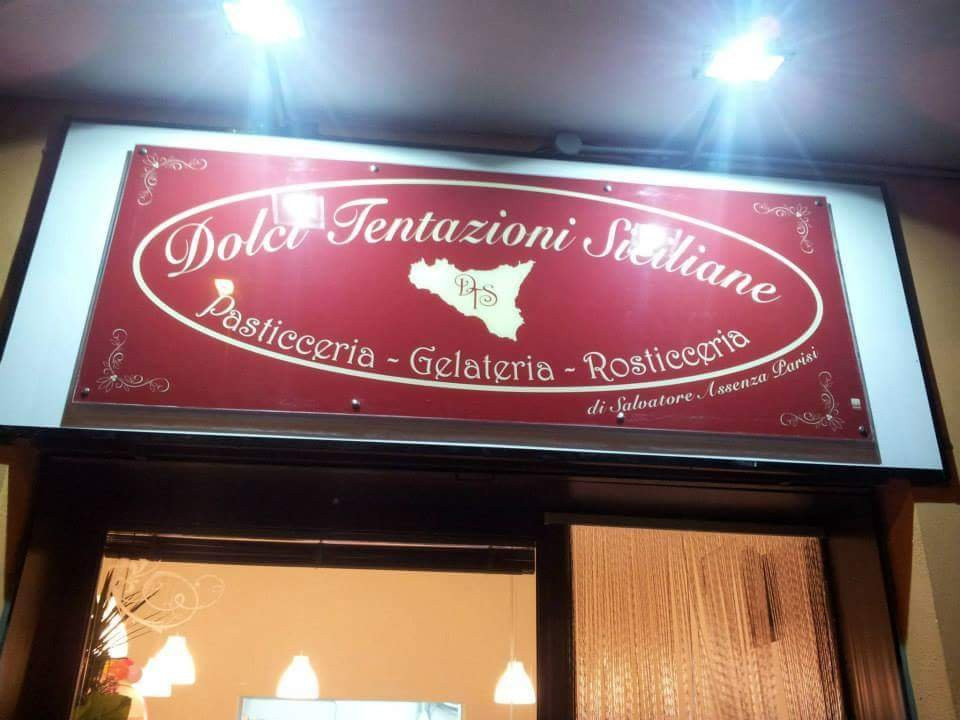 Dolci Tentazioni Siciliane
DTS
Pasticceria - Gelateria - Rosticceria
di Salvatore Assenza Parisi